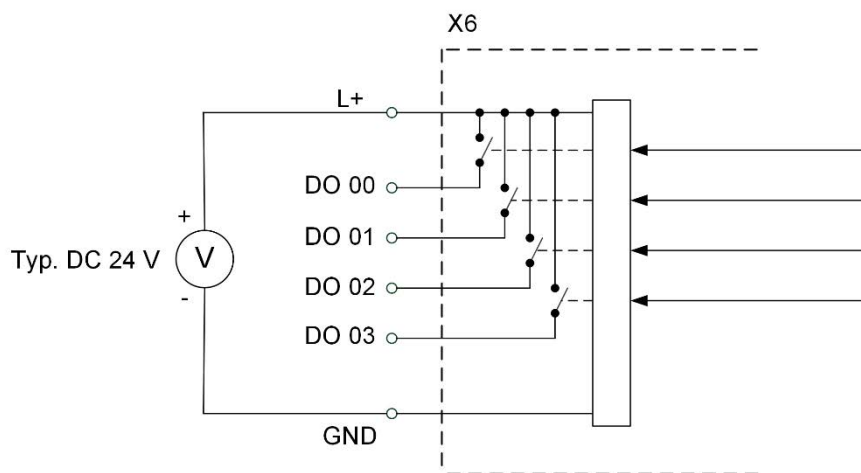 X6
L+
DO 00
+
DO 01
Typ. DC 24 V
V
DO 02
-
DO 03
GND